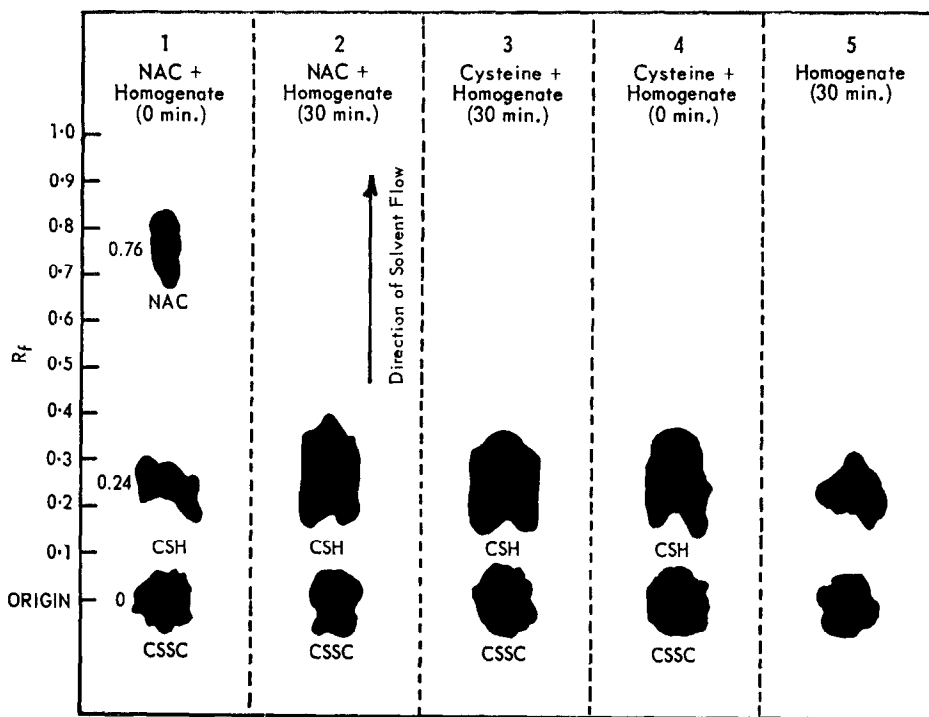 1
NAC +
Homogenate
(0 min.)
2
NAC +
Homogenate
(30 min.)
3
Cysteine +
Homogenate
(30 min.)
4
Cysteine +
Homogenate
(0 min.)
5
Homogenate
(30 min.)
Rf
1.0
0.9
0.8
0.7
0.6
0.5
0.4
0.3
0.2
0.1
ORIGIN
0.76
NAC
0.24
CSH
0
CSSC
Direction of Solvent Flow
CSH
CSSC
CSH
CSSC
CSH
CSSC